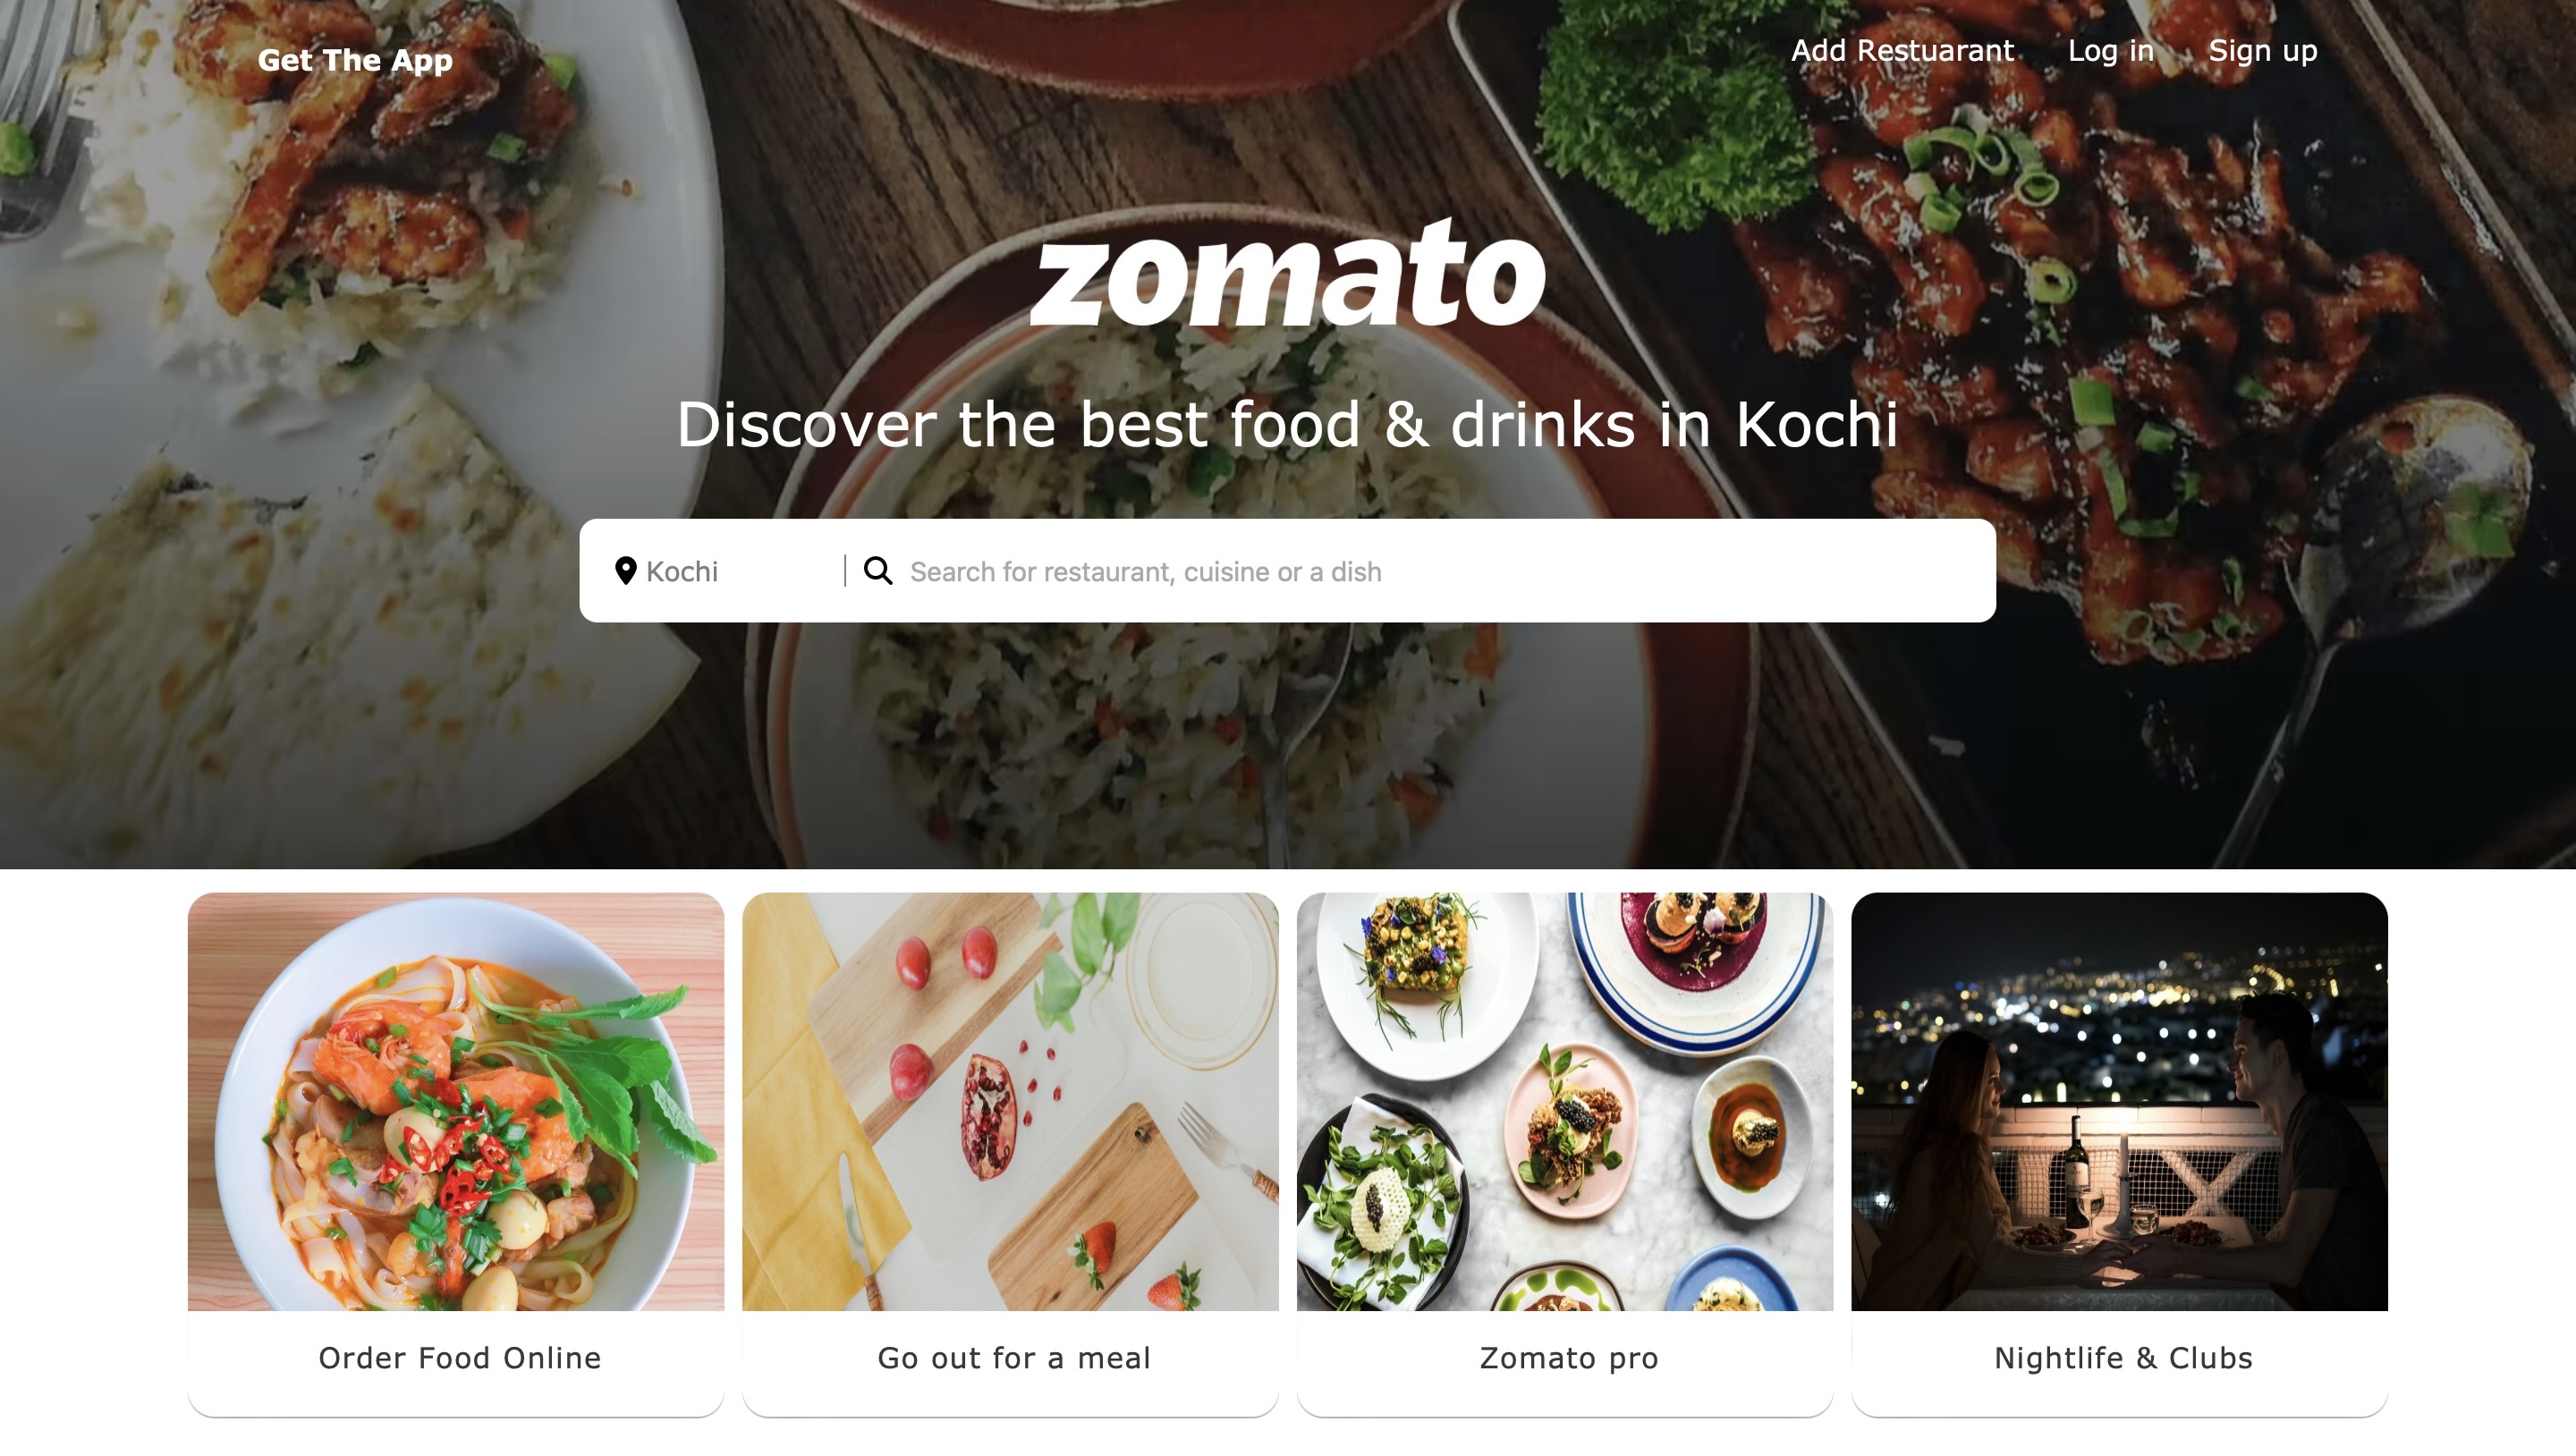 Get The App
Add Restuarant
Log in
Sign up
zomato
Discover the best food & drinks in Kochi
Kochi
Search for restaurant, cuisine or a dish
Order Food Online
Go out for a meal
Zomato pro
Nightlife & Clubs